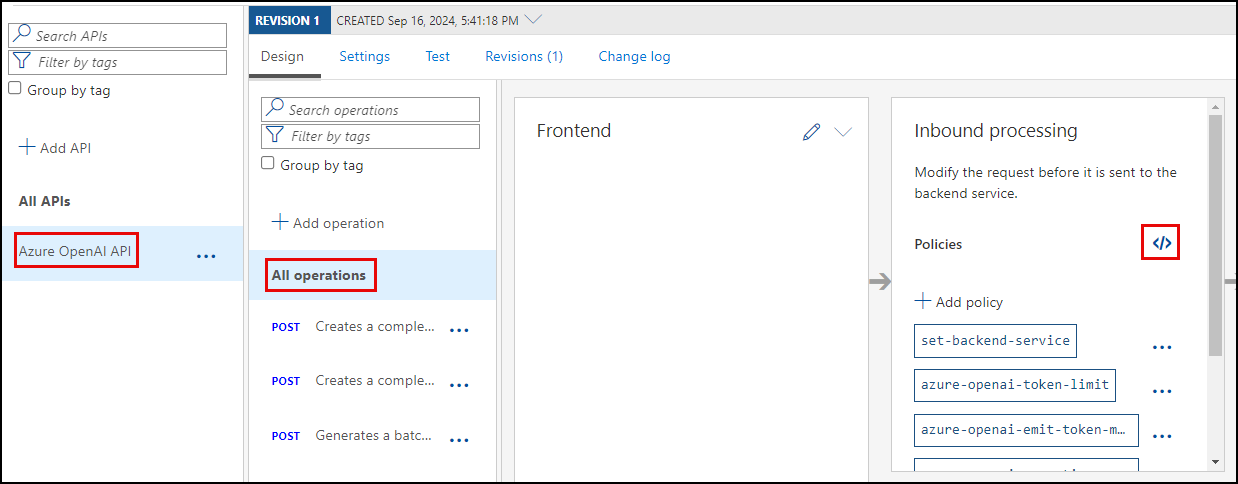 Search APIs
Filter by tags
Group by tag
Add API
All APIs
Azure OpenAI API
...
REVISION 1
CREATED Sep 16, 2024, 5:41:18 PM
Design
Settings
Test
Revisions (1)
Change log
Search operations
Filter by tags
Group by tag
Add operation
All operations
POST Creates a comple... ...
POST Creates a comple... ...
POST Generates a batc... ...
Frontend
Inbound processing
Modify the request before it is sent to the
backend service.
Policies </>
Add policy
set-backend-service ...
azure-openai-token-limit ...
azure-openai-emit-token-m... ...